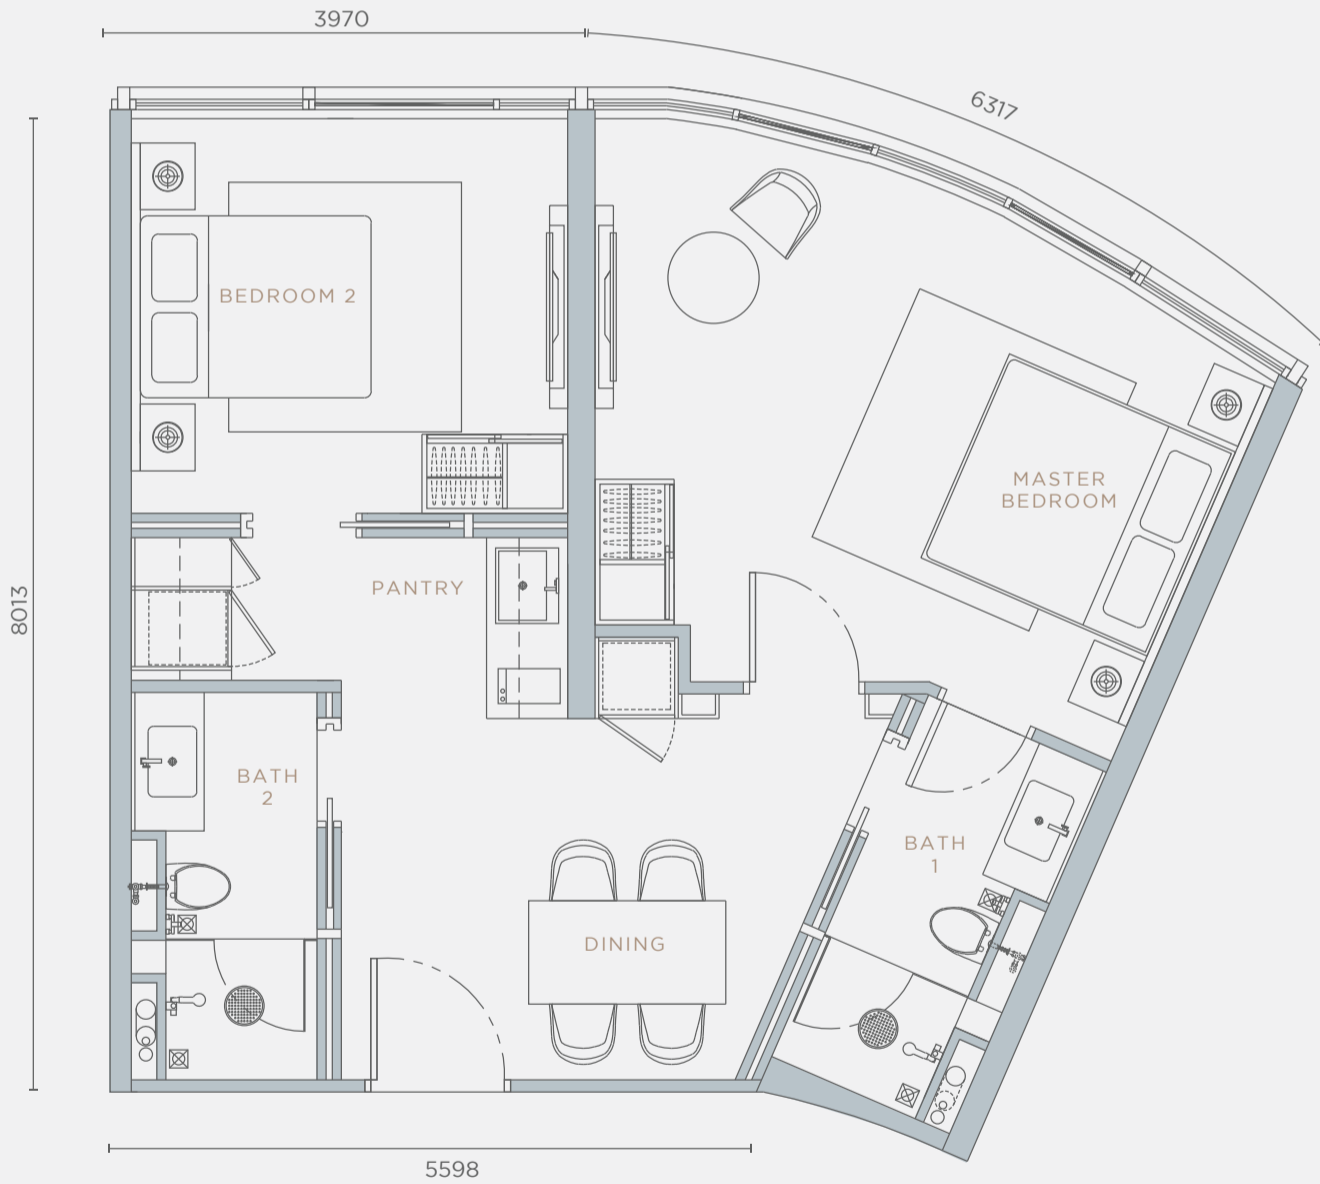 3970
6317
BEDROOM 2
MASTER
BEDROOM
PANTRY
8013
BATH
2
BATH
1
DINING
5598